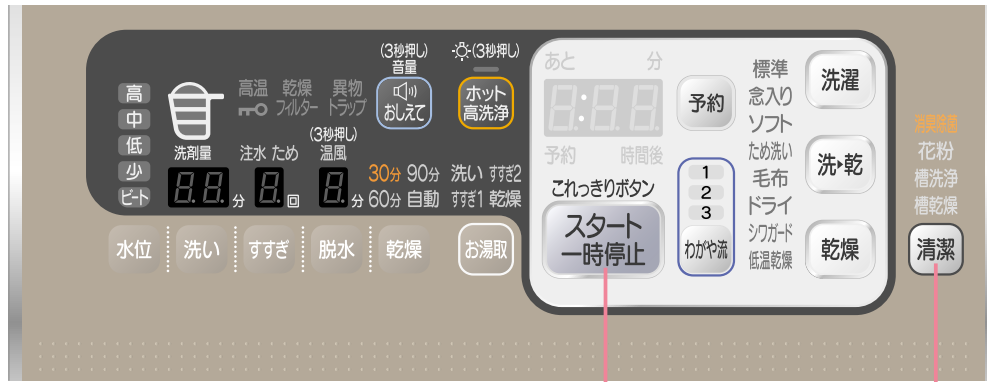 (3秒押し)
音量
おしえて
(3秒押し)
ホット
高洗浄
高
中
低
少
ビート
洗剤量
高温 乾燥 異物
フィルター トラップ
注水 ため
(3秒押し)
温風
88分 8回 8分
30分 90分 洗い すすぎ2
60分 自動 すすぎ1 乾燥
水位
洗い
すすぎ
脱水
乾燥
お湯取
あと 分
8:88
予約 時間後
予約
これっきりボタン
スタート
一時停止
1
2
3
わがや流
標準
念入り
ソフト
ため洗い
毛布
ドライ
シワガード
低温乾燥
洗濯
洗・乾
乾燥
消臭除菌
花粉
槽洗浄
槽乾燥
清潔